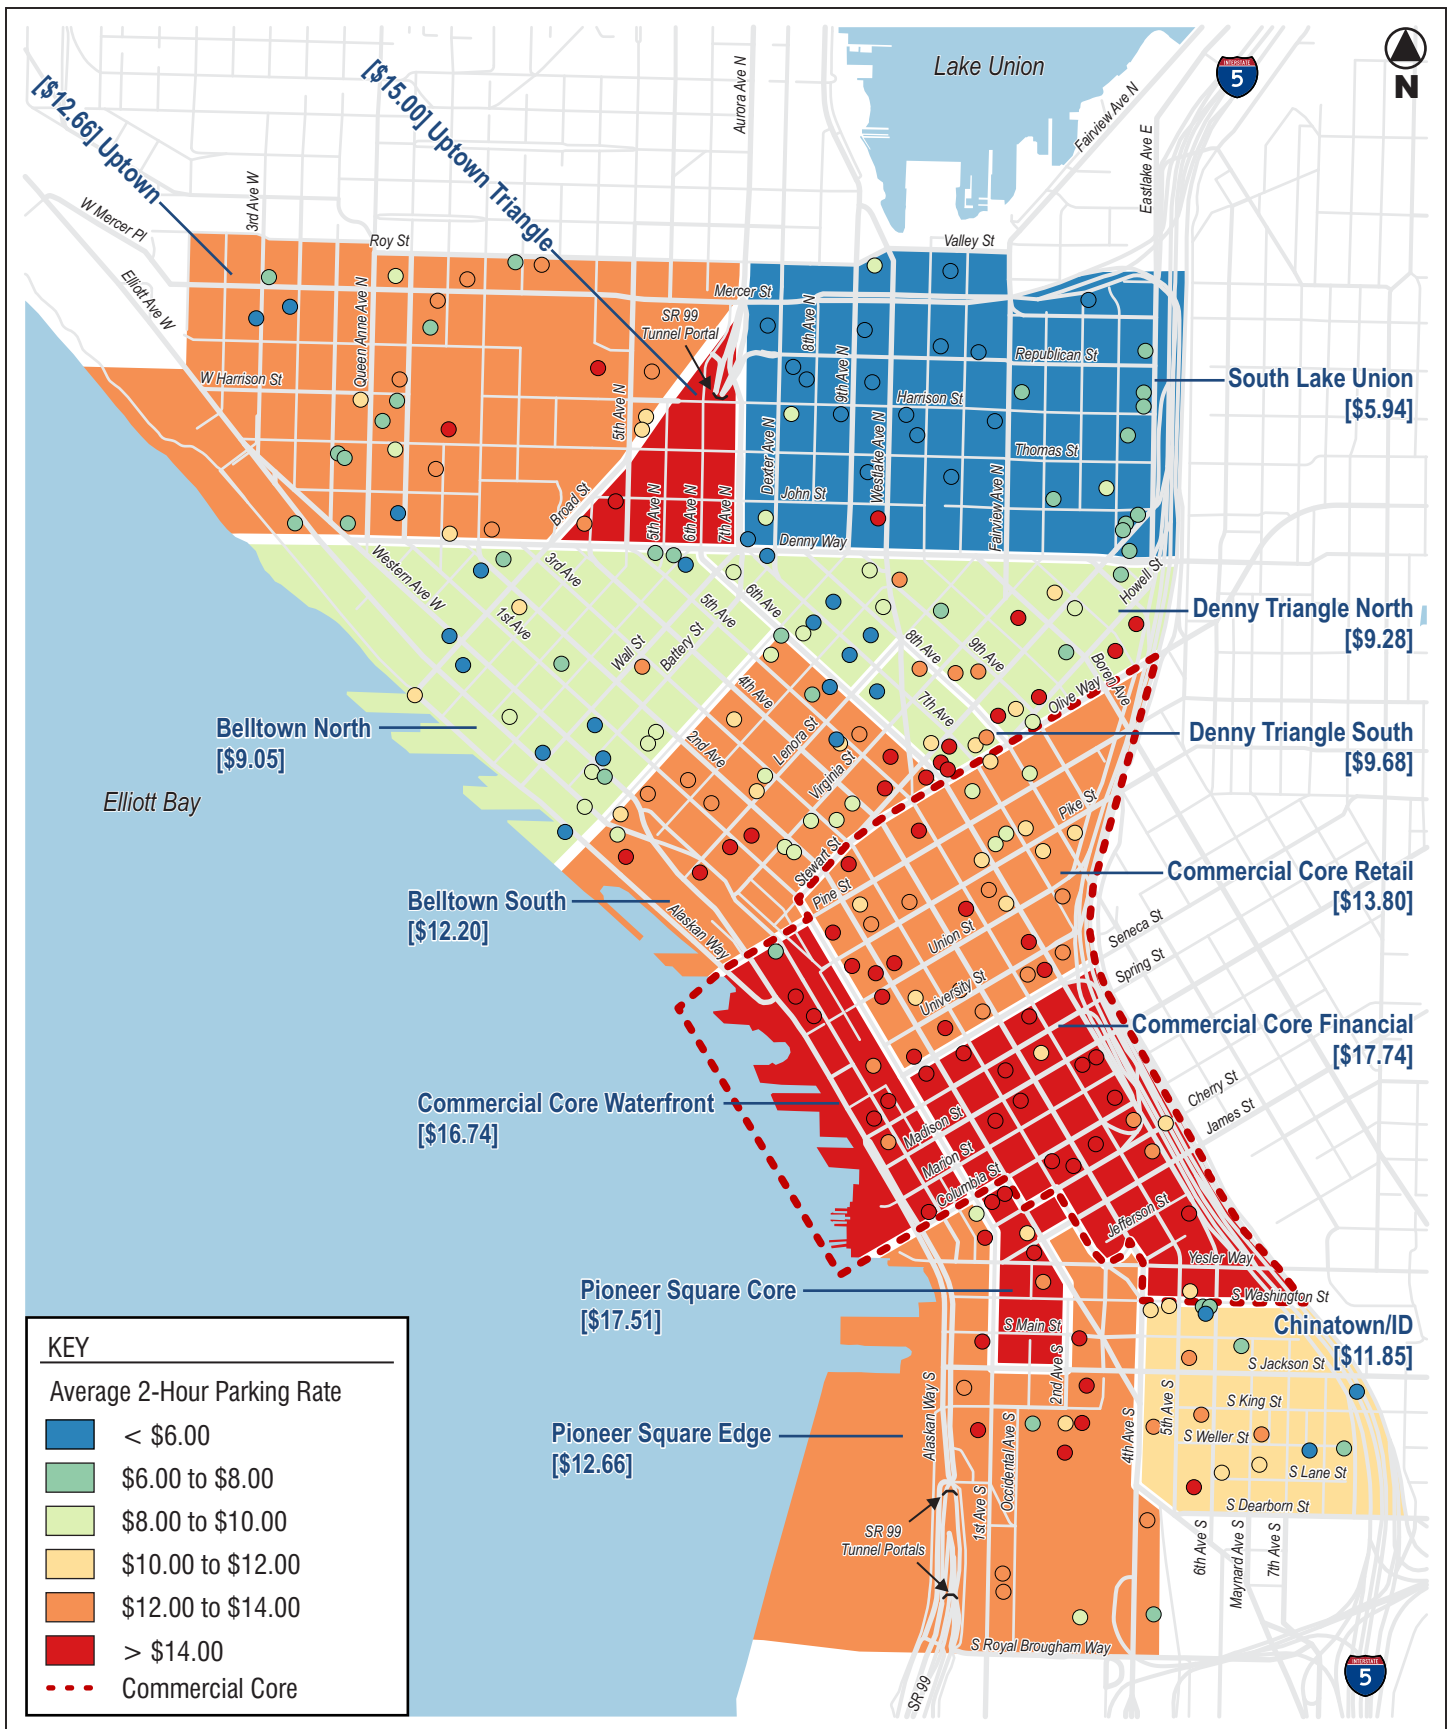 Lake Union
INTERSTATE
5
N
[$12.66] Uptown
[$15.00] Uptown Triangle
Aurora Ave N
Fairview Ave N
Eastlake Ave E
W Mercer Pl
3rd Ave W
Roy St
Valley St
Elliott Ave W
Queen Anne Ave N
Mercer St
SR 99
Tunnel Portal
8th Ave N
9th Ave N
Republican St
W Harrison St
Harrison St
South Lake Union
[$5.94]
5th Ave N
Dexter Ave N
Westlake Ave N
Thomas St
Fairview Ave N
Broad St
5th Ave N
6th Ave N
7th Ave N
John St
Denny Way
Western Ave W
3rd Ave
1st Ave
Wall St
Battery St
5th Ave
6th Ave
Howell St
Denny Triangle North
[$9.28]
8th Ave
9th Ave
Boren Ave
7th Ave
Olive Way
4th Ave
2nd Ave
Lenora St
Virginia St
Belltown North
[$9.05]
Denny Triangle South
[$9.68]
Elliott Bay
Pike St
Stewart St
Pine St
Commercial Core Retail
[$13.80]
Belltown South
[$12.20]
Alaskan Way
Union St
University St
Seneca St
Spring St
Commercial Core Financial
[$17.74]
Commercial Core Waterfront
[$16.74]
Madison St
Marion St
Columbia St
Cherry St
James St
Jefferson St
Yesler Way
S Washington St
Pioneer Square Core
[$17.51]
S Main St
Chinatown/ID
[$11.85]
S Jackson St
2nd Ave S
S King St
S Weller St
S Lane St
S Dearborn St
Pioneer Square Edge
[$12.66]
Alaskan Way S
Occidental Ave S
1st Ave S
4th Ave S
5th Ave S
6th Ave S
Maynard Ave S
7th Ave S
SR 99
Tunnel Portals
S Royal Brougham Way
SR 99
INTERSTATE
5
KEY
Average 2-Hour Parking Rate
< $6.00
$6.00 to $8.00
$8.00 to $10.00
$10.00 to $12.00
$12.00 to $14.00
> $14.00
Commercial Core